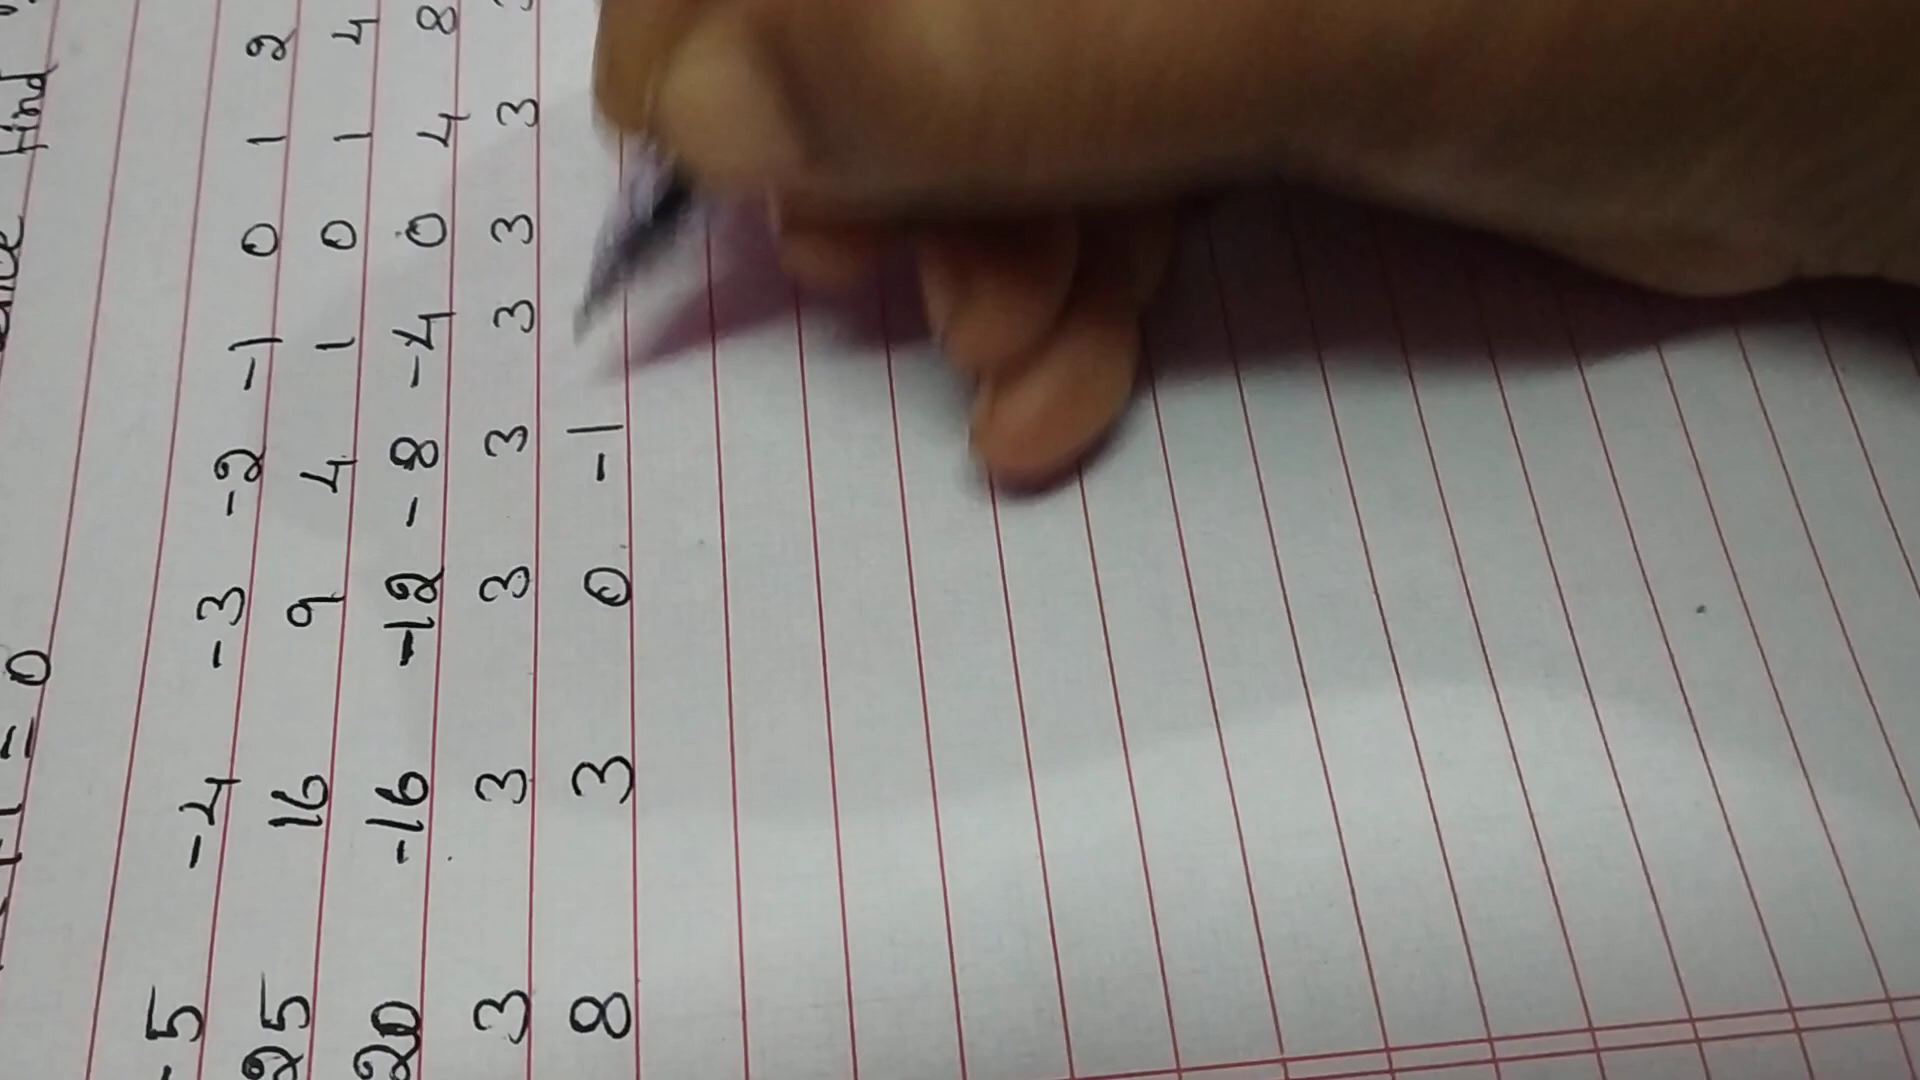 find
= 0
-5 -4 -3 -2 -1 0 1 2
25 16 9 4 1 0 1 4
20 -16 -12 -8 -4 0 4 8
3 3 3 3 3 3 3
8 3 0 -1